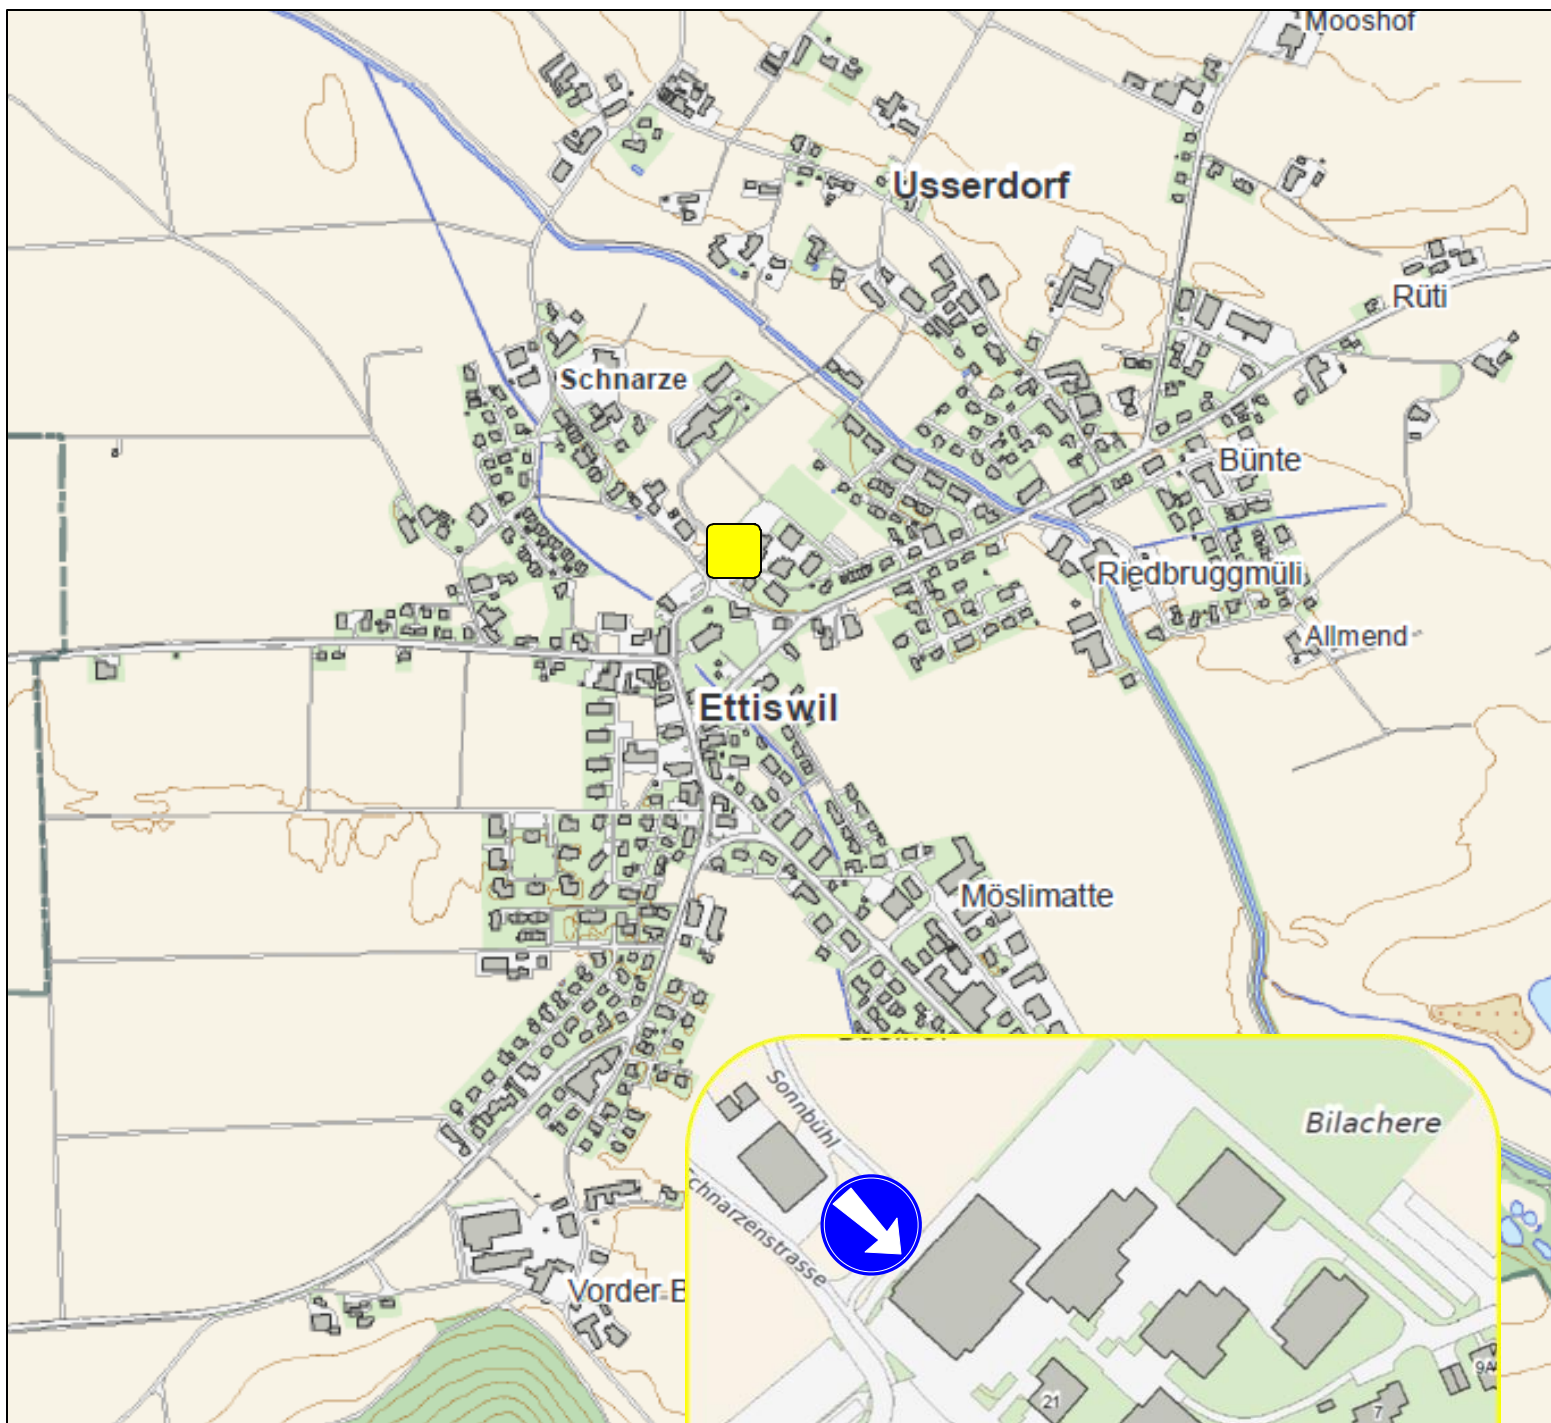 Mooshof
Usserdorf
Rüti
Schnarze
Bünte
Riedbruggmüli
Allmend
Ettiswil
Möslimatte
Sonnbühl
Bilachere
Schnarzenstrasse
Vorder B
9A
21
7